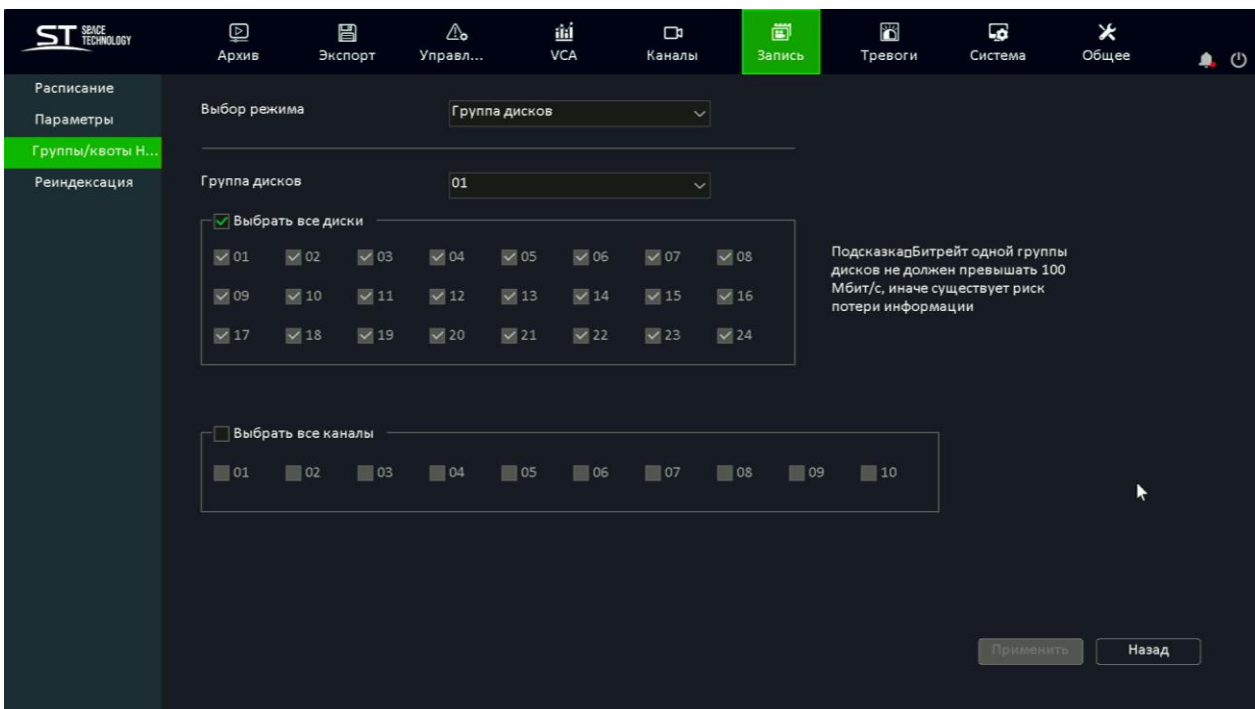 ST SPACE TECHNOLOGY
Архив Экспорт Управл... VCA Каналы Запись Тревоги Система Общее
Расписание
Параметры
Группы/квоты H...
Реиндексация
Выбор режима Группа дисков
Группа дисков 01
Выбрать все диски
01 02 03 04 05 06 07 08
09 10 11 12 13 14 15 16
17 18 19 20 21 22 23 24
Подсказка□Битрейт одной группы
дисков не должен превышать 100
Мбит/с, иначе существует риск
потери информации
Выбрать все каналы
01 02 03 04 05 06 07 08 09 10
Применить Назад